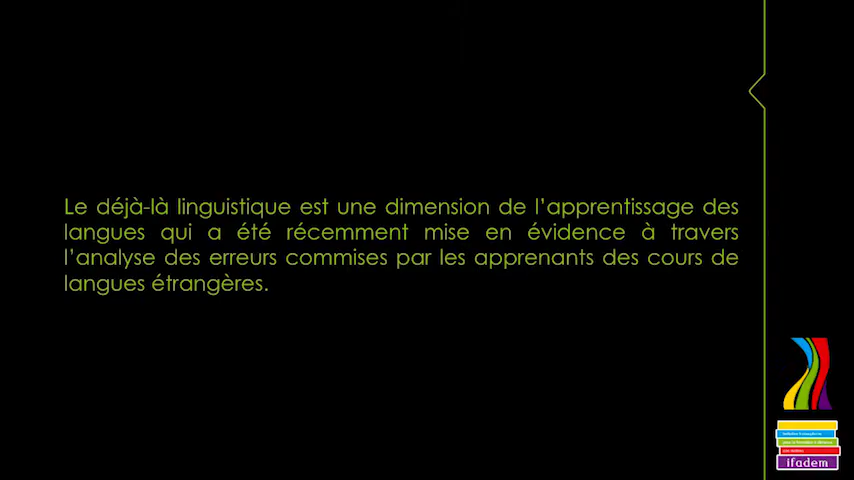 Le déjà-là linguistique est une dimension de l'apprentissage des
langues qui a été récemment mise en évidence à travers
l'analyse des erreurs commises par les apprenants des cours de
langues étrangères.
ifadem